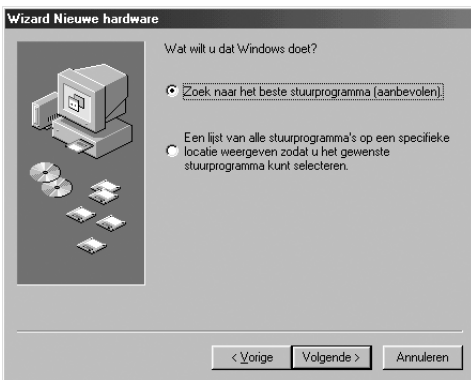 Wizard Nieuwe hardware
Wat wilt u dat Windows doet?
Zoek naar het beste stuurprogramma (aanbevolen).
Een lijst van alle stuurprogramma's op een specifieke
locatie weergeven zodat u het gewenste
stuurprogramma kunt selecteren.
< Vorige
Volgende >
Annuleren